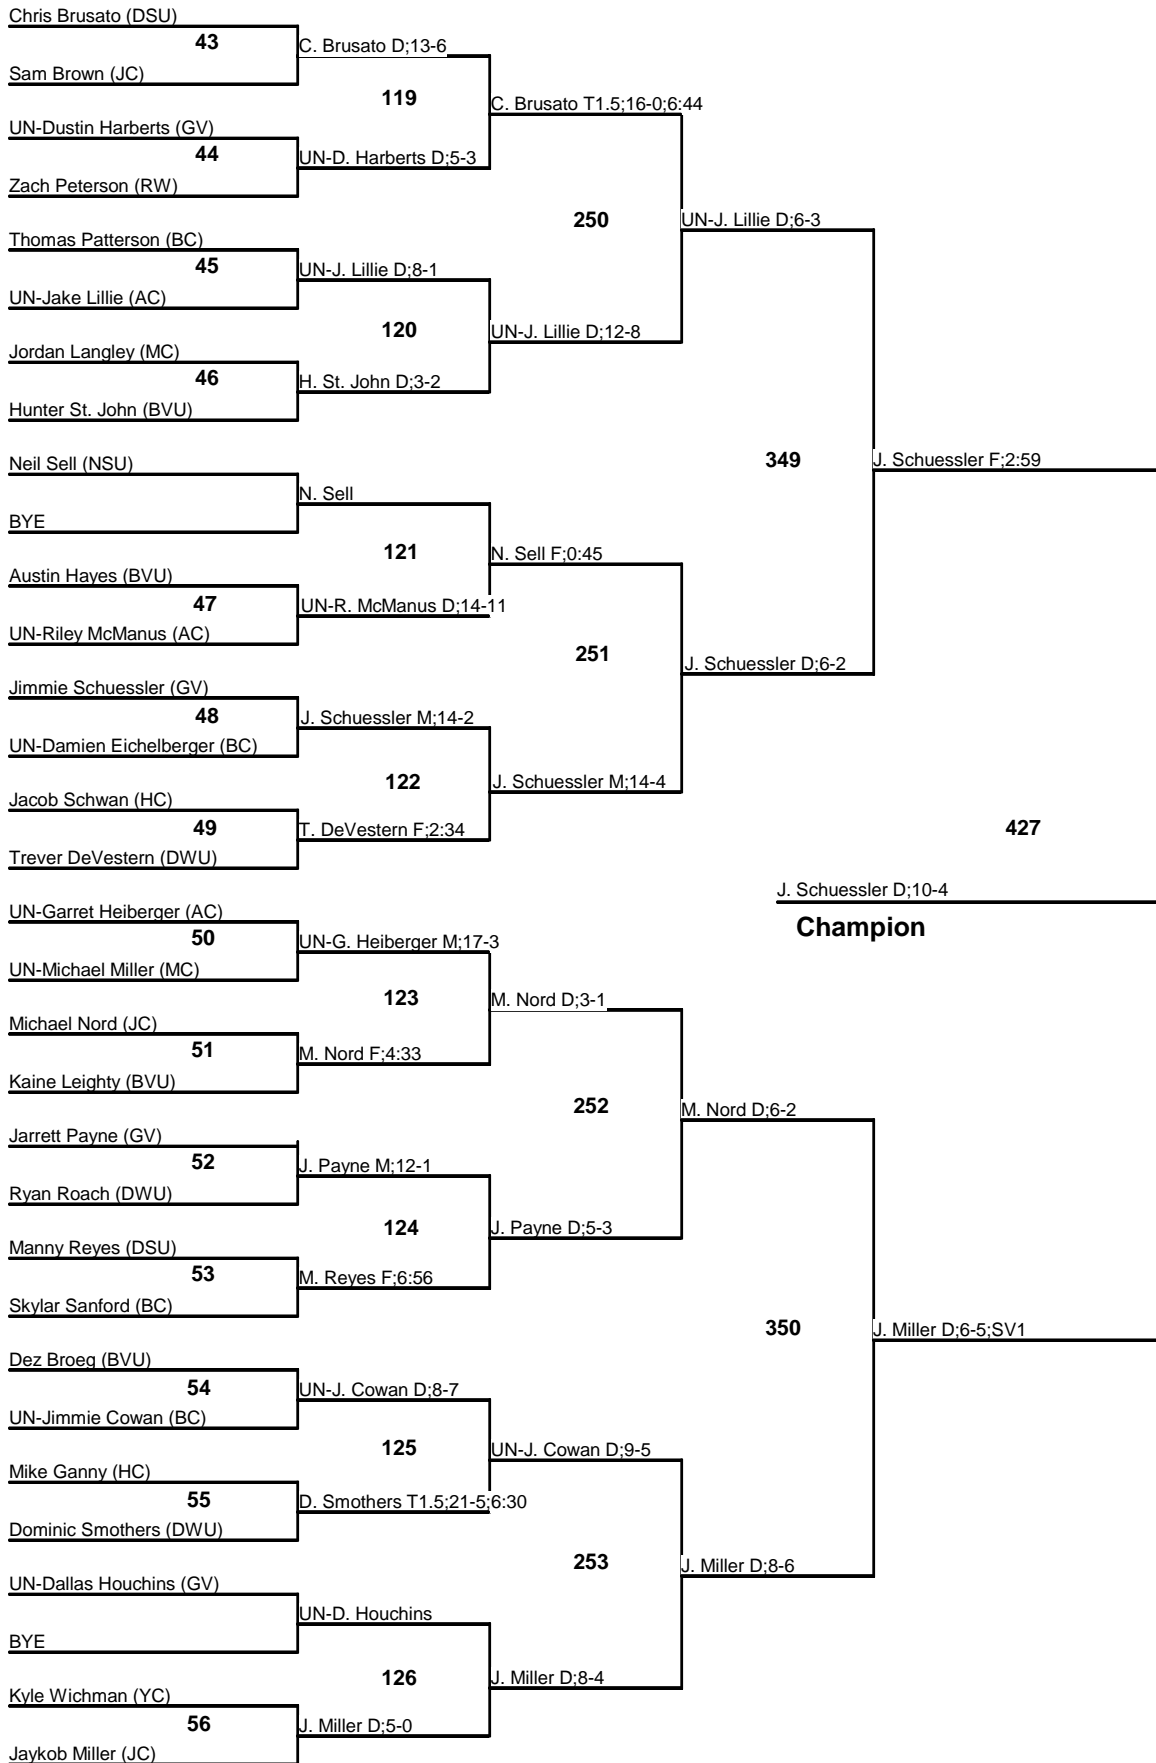 Chris Brusato (DSU)
43
C. Brusato D;13-6
Sam Brown (JC)
119
C. Brusato T1.5;16-0;6:44
UN-Dustin Harberts (GV)
44
UN-D. Harberts D;5-3
Zach Peterson (RW)
250
UN-J. Lillie D;6-3
Thomas Patterson (BC)
45
UN-J. Lillie D;8-1
UN-Jake Lillie (AC)
120
UN-J. Lillie D;12-8
Jordan Langley (MC)
46
H. St. John D;3-2
Hunter St. John (BVU)
349
J. Schuessler F;2:59
Neil Sell (NSU)
N. Sell
BYE
121
N. Sell F;0:45
Austin Hayes (BVU)
47
UN-R. McManus D;14-11
UN-Riley McManus (AC)
251
J. Schuessler D;6-2
Jimmie Schuessler (GV)
48
J. Schuessler M;14-2
UN-Damien Eichelberger (BC)
122
J. Schuessler M;14-4
Jacob Schwan (HC)
49
T. DeVestern F;2:34
Trever DeVestern (DWU)
427
J. Schuessler D;10-4
Champion
UN-Garret Heiberger (AC)
50
UN-G. Heiberger M;17-3
UN-Michael Miller (MC)
123
M. Nord D;3-1
Michael Nord (JC)
51
M. Nord F;4:33
Kaine Leighty (BVU)
252
M. Nord D;6-2
Jarrett Payne (GV)
52
J. Payne M;12-1
Ryan Roach (DWU)
124
J. Payne D;5-3
Manny Reyes (DSU)
53
M. Reyes F;6:56
Skylar Sanford (BC)
350
J. Miller D;6-5;SV1
Dez Broeg (BVU)
54
UN-J. Cowan D;8-7
UN-Jimmie Cowan (BC)
125
UN-J. Cowan D;9-5
Mike Ganny (HC)
55
D. Smothers T1.5;21-5;6:30
Dominic Smothers (DWU)
253
J. Miller D;8-6
UN-Dallas Houchins (GV)
UN-D. Houchins
BYE
126
J. Miller D;8-4
Kyle Wichman (YC)
56
J. Miller D;5-0
Jaykob Miller (JC)